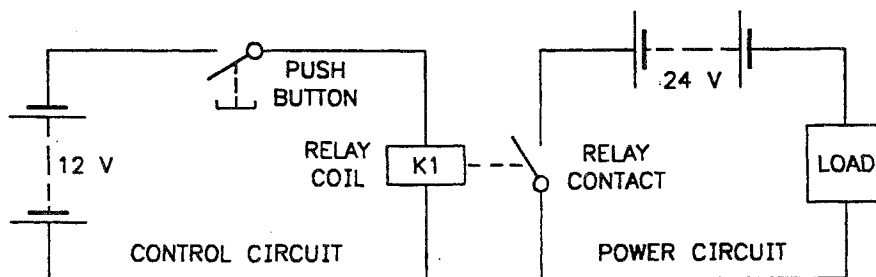 PUSH
BUTTON
24 V
12 V
RELAY
COIL
K1
RELAY
CONTACT
LOAD
CONTROL CIRCUIT
POWER CIRCUIT